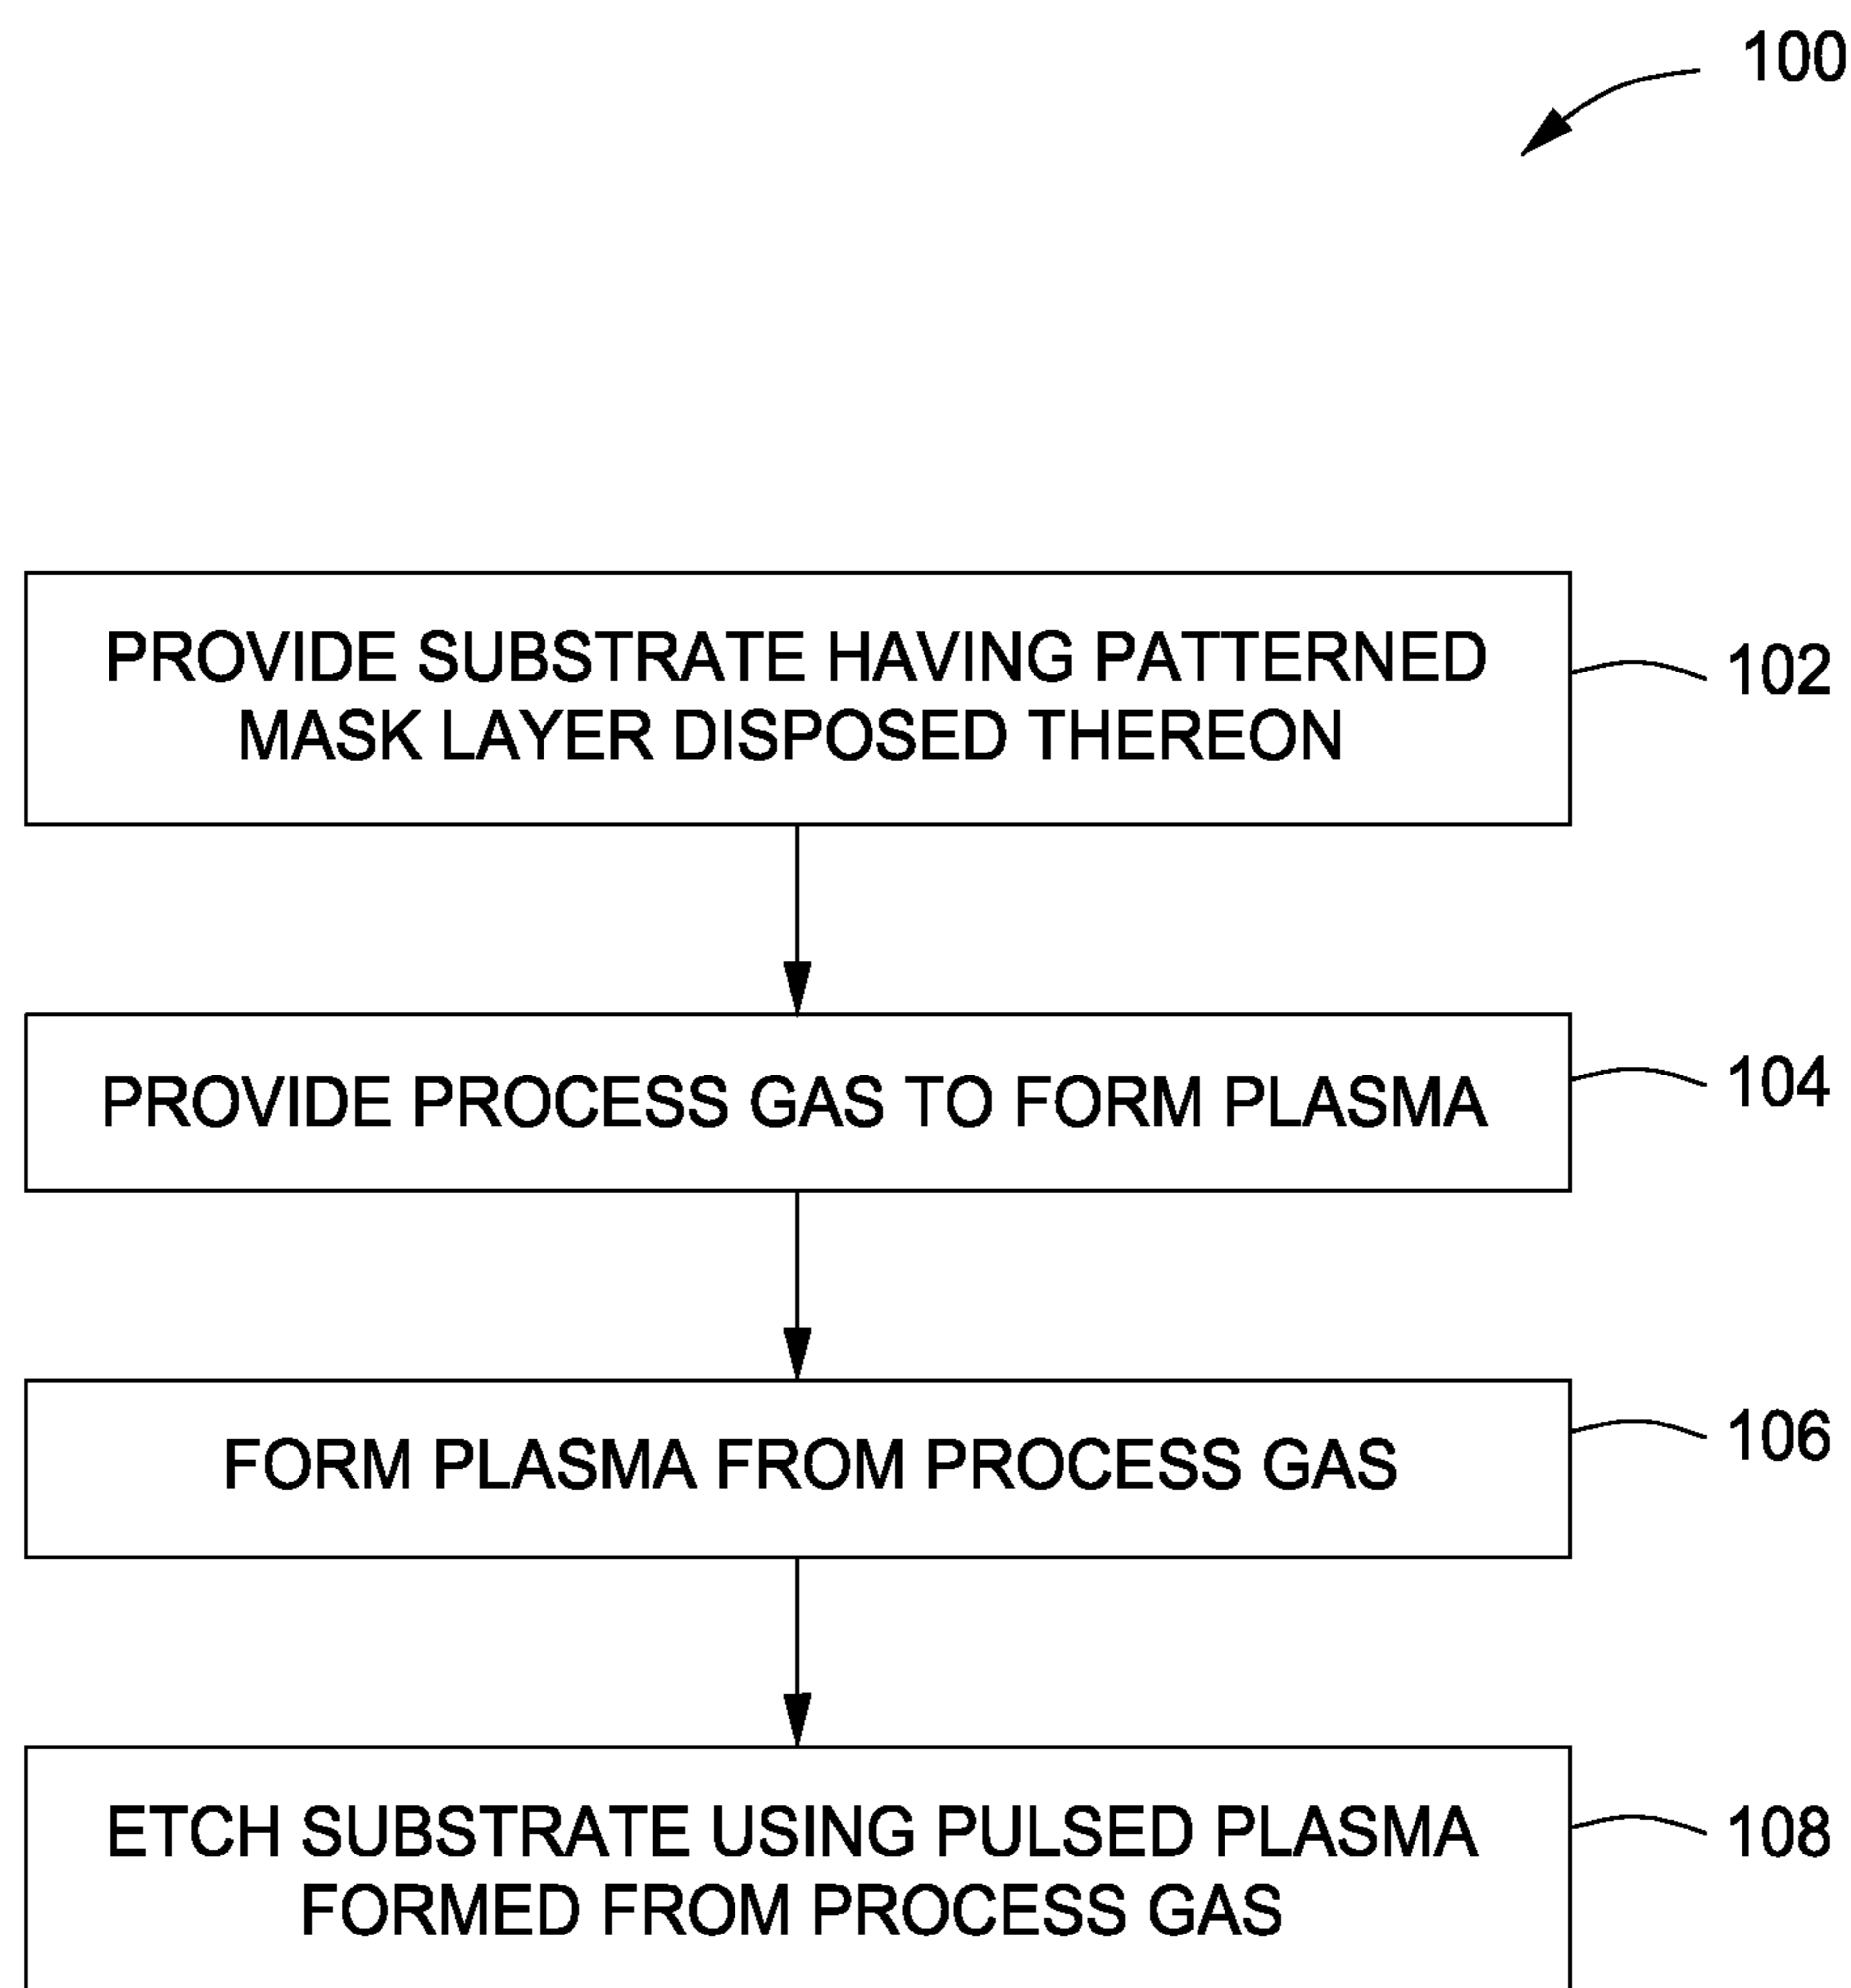 100
PROVIDE SUBSTRATE HAVING PATTERNED
MASK LAYER DISPOSED THEREON
102
PROVIDE PROCESS GAS TO FORM PLASMA
104
FORM PLASMA FROM PROCESS GAS
106
ETCH SUBSTRATE USING PULSED PLASMA
FORMED FROM PROCESS GAS
108